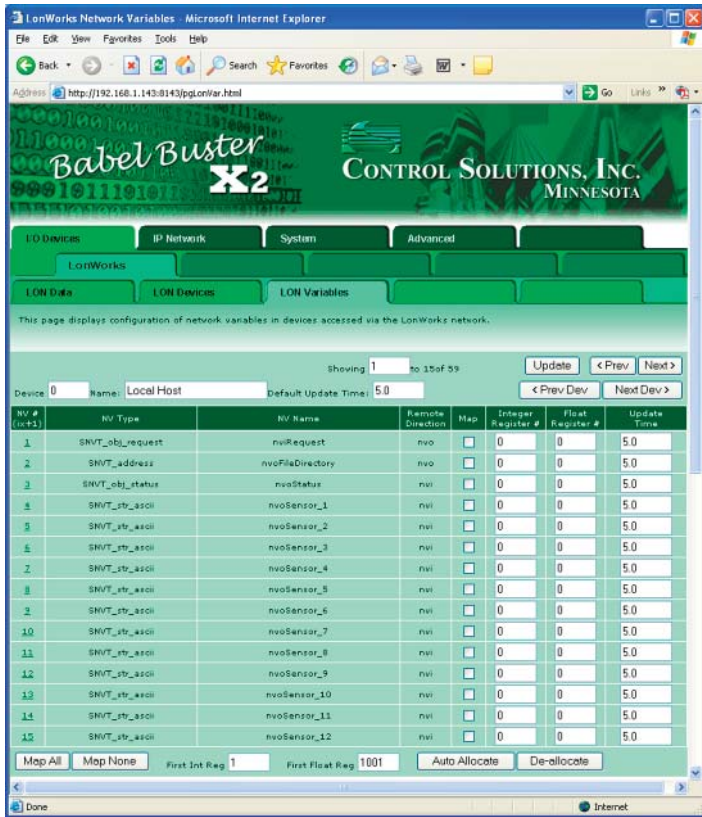 LonWorks Network Variables - Microsoft Internet Explorer
File Edit View Favorites Tools Help
Back Search Favorites
Address http://192.168.1.143:8143/pgLonVar.html Go Links »
Babel Buster X2 CONTROL SOLUTIONS, INC. MINNESOTA
I/O Devices IP Network System Advanced
LonWorks
LON Data LON Devices LON Variables
This page displays configuration of network variables in devices accessed via the LonWorks network.
Showing 1 to 15of 59 Update < Prev Next >
Device 0 Name: Local Host Default Update Time: 5.0 < Prev Dev Next Dev >
NV # (ix+1) NV Type NV Name Remote Direction Map Integer Register # Float Register # Update Time
1 SNVT_obj_request nviRequest nvo 0 0 5.0
2 SNVT_address nvoFileDirectory nvo 0 0 5.0
3 SNVT_obj_status nvoStatus nvi 0 0 5.0
4 SNVT_str_ascii nvoSensor_1 nvi 0 0 5.0
5 SNVT_str_ascii nvoSensor_2 nvi 0 0 5.0
6 SNVT_str_ascii nvoSensor_3 nvi 0 0 5.0
7 SNVT_str_ascii nvoSensor_4 nvi 0 0 5.0
8 SNVT_str_ascii nvoSensor_5 nvi 0 0 5.0
9 SNVT_str_ascii nvoSensor_6 nvi 0 0 5.0
10 SNVT_str_ascii nvoSensor_7 nvi 0 0 5.0
11 SNVT_str_ascii nvoSensor_8 nvi 0 0 5.0
12 SNVT_str_ascii nvoSensor_9 nvi 0 0 5.0
13 SNVT_str_ascii nvoSensor_10 nvi 0 0 5.0
14 SNVT_str_ascii nvoSensor_11 nvi 0 0 5.0
15 SNVT_str_ascii nvoSensor_12 nvi 0 0 5.0
Map All Map None First Int Reg 1 First Float Reg 1001 Auto Allocate De-allocate
Done Internet